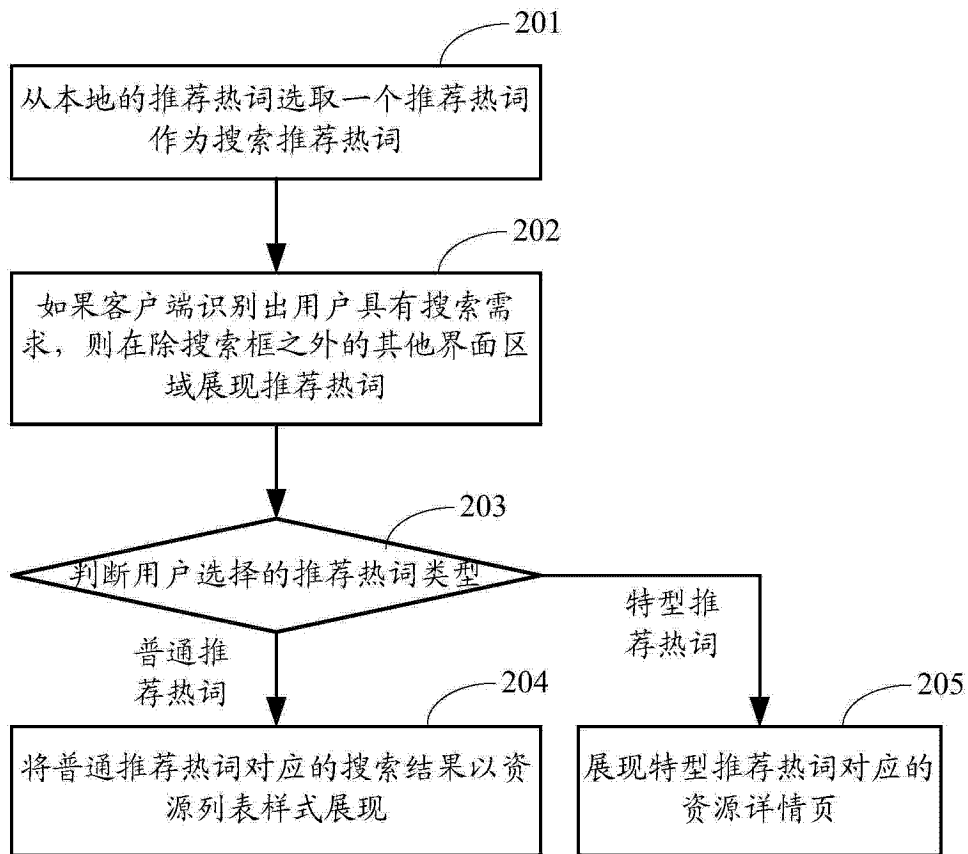 201
从本地的推荐热词选取一个推荐热词
作为搜索推荐热词
202
如果客户端识别出用户具有搜索需
求，则在除搜索框之外的其他界面区
域展现推荐热词
203
判断用户选择的推荐热词类型
特型推
荐热词
普通推
荐热词
204
将普通推荐热词对应的搜索结果以资
源列表样式展现
205
展现特型推荐热词对应的
资源详情页